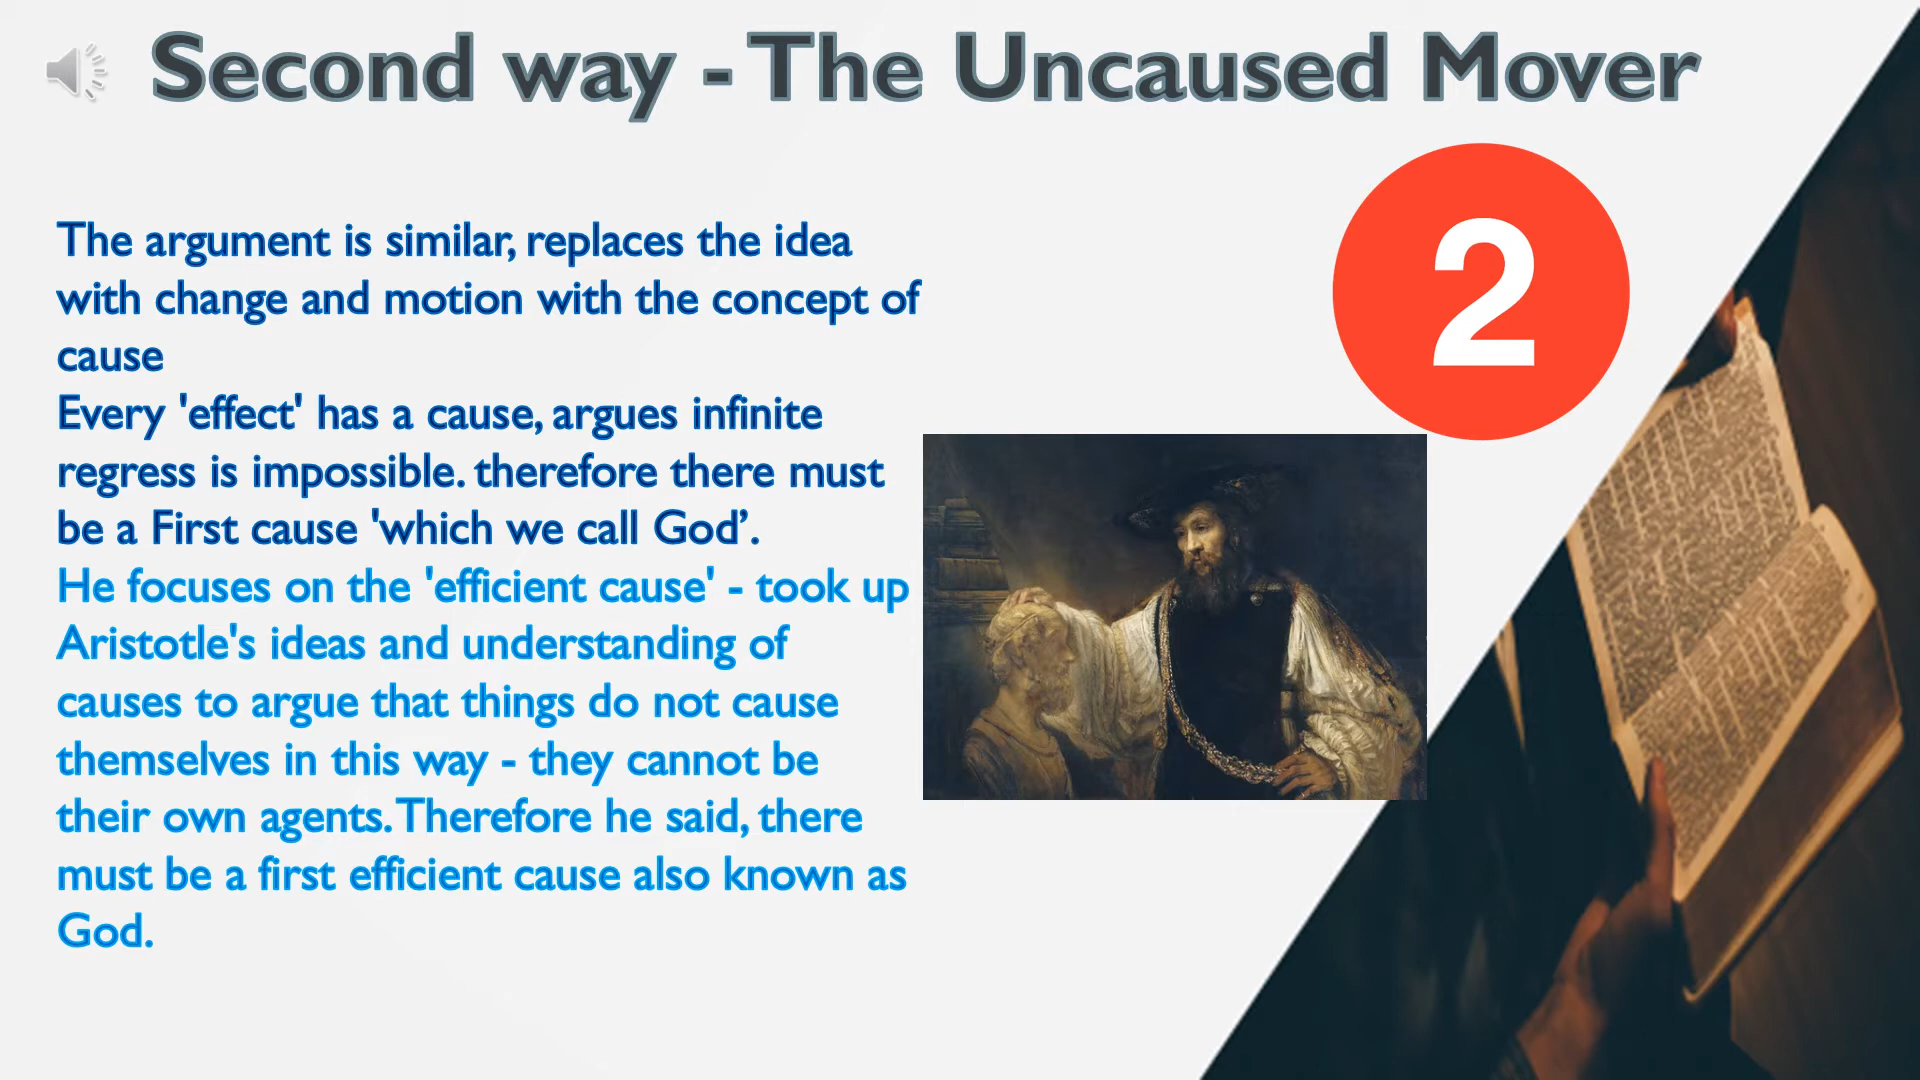 Second way - The Uncaused Mover
2
The argument is similar, replaces the idea
with change and motion with the concept of
cause
Every 'effect' has a cause, argues infinite
regress is impossible. therefore there must
be a First cause 'which we call God’.
He focuses on the 'efficient cause' - took up
Aristotle's ideas and understanding of
causes to argue that things do not cause
themselves in this way - they cannot be
their own agents. Therefore he said, there
must be a first efficient cause also known as
God.